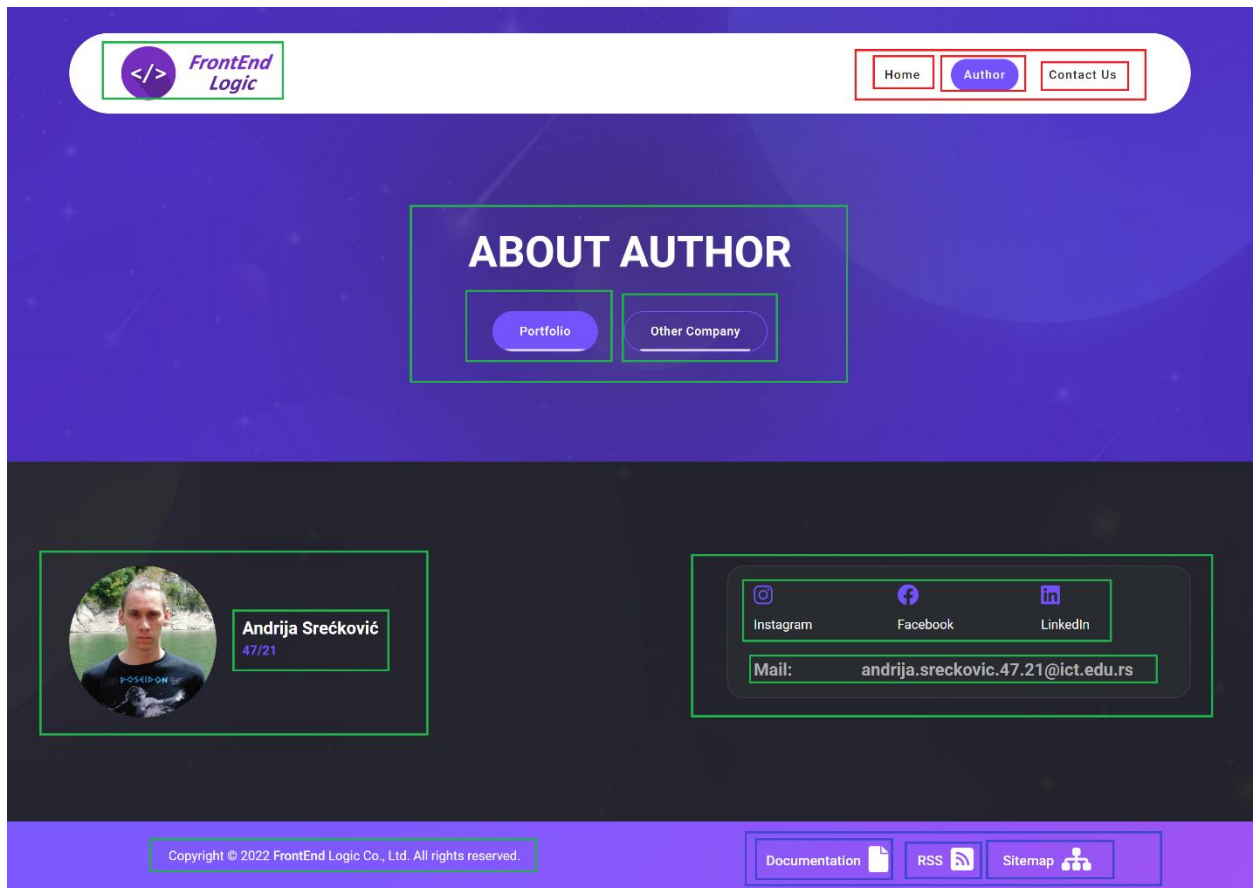 </>
FrontEnd
Logic
Home
Author
Contact Us
ABOUT AUTHOR
Portfolio
Other Company
Andrija Srećković
47/21
POSEIDON
Instagram
Facebook
LinkedIn
Mail: andrija.sreckovic.47.21@ict.edu.rs
Copyright © 2022 FrontEnd Logic Co., Ltd. All rights reserved.
Documentation
RSS
Sitemap